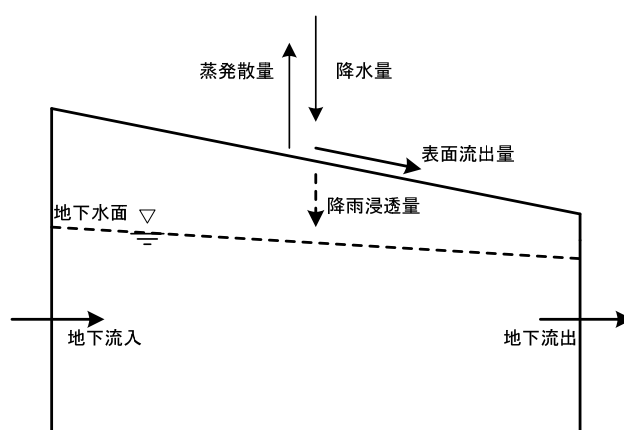 蒸発散量
降水量
表面流出量
降雨浸透量
地下水面
地下流入
地下流出